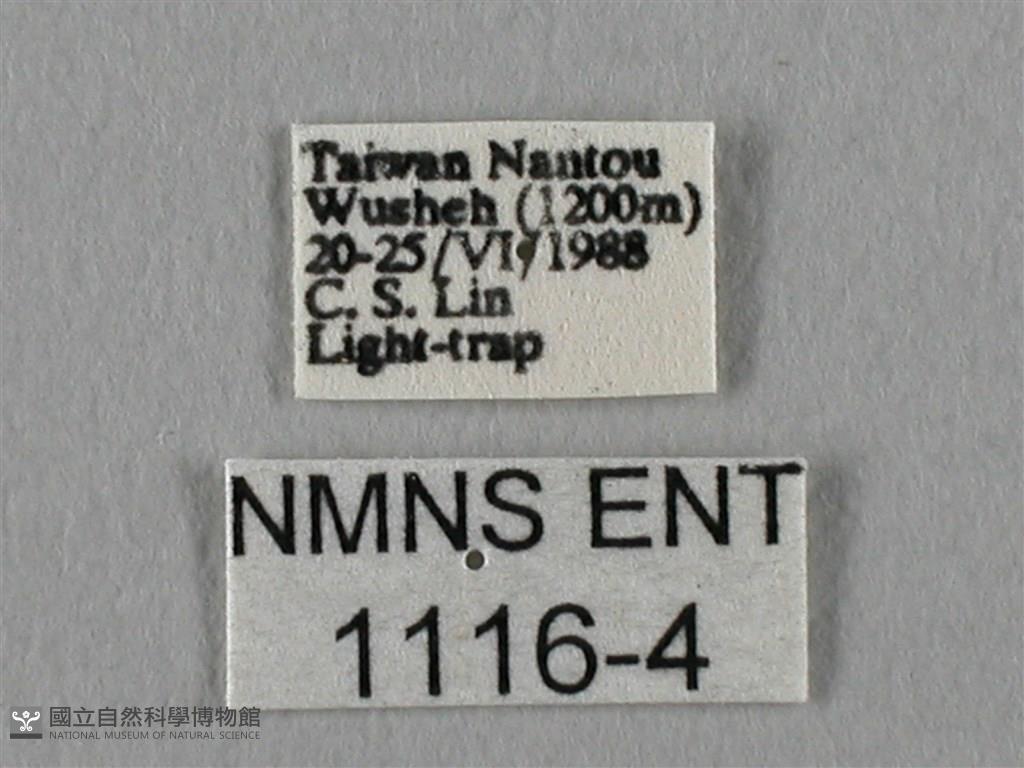 Taiwan Nantou
Wusheh (1200m)
20-25/VI/1988
C. S. Lin
Light-trap
NMNS ENT
1116-4
國立自然科學博物館
NATIONAL MUSEUM OF NATURAL SCIENCE